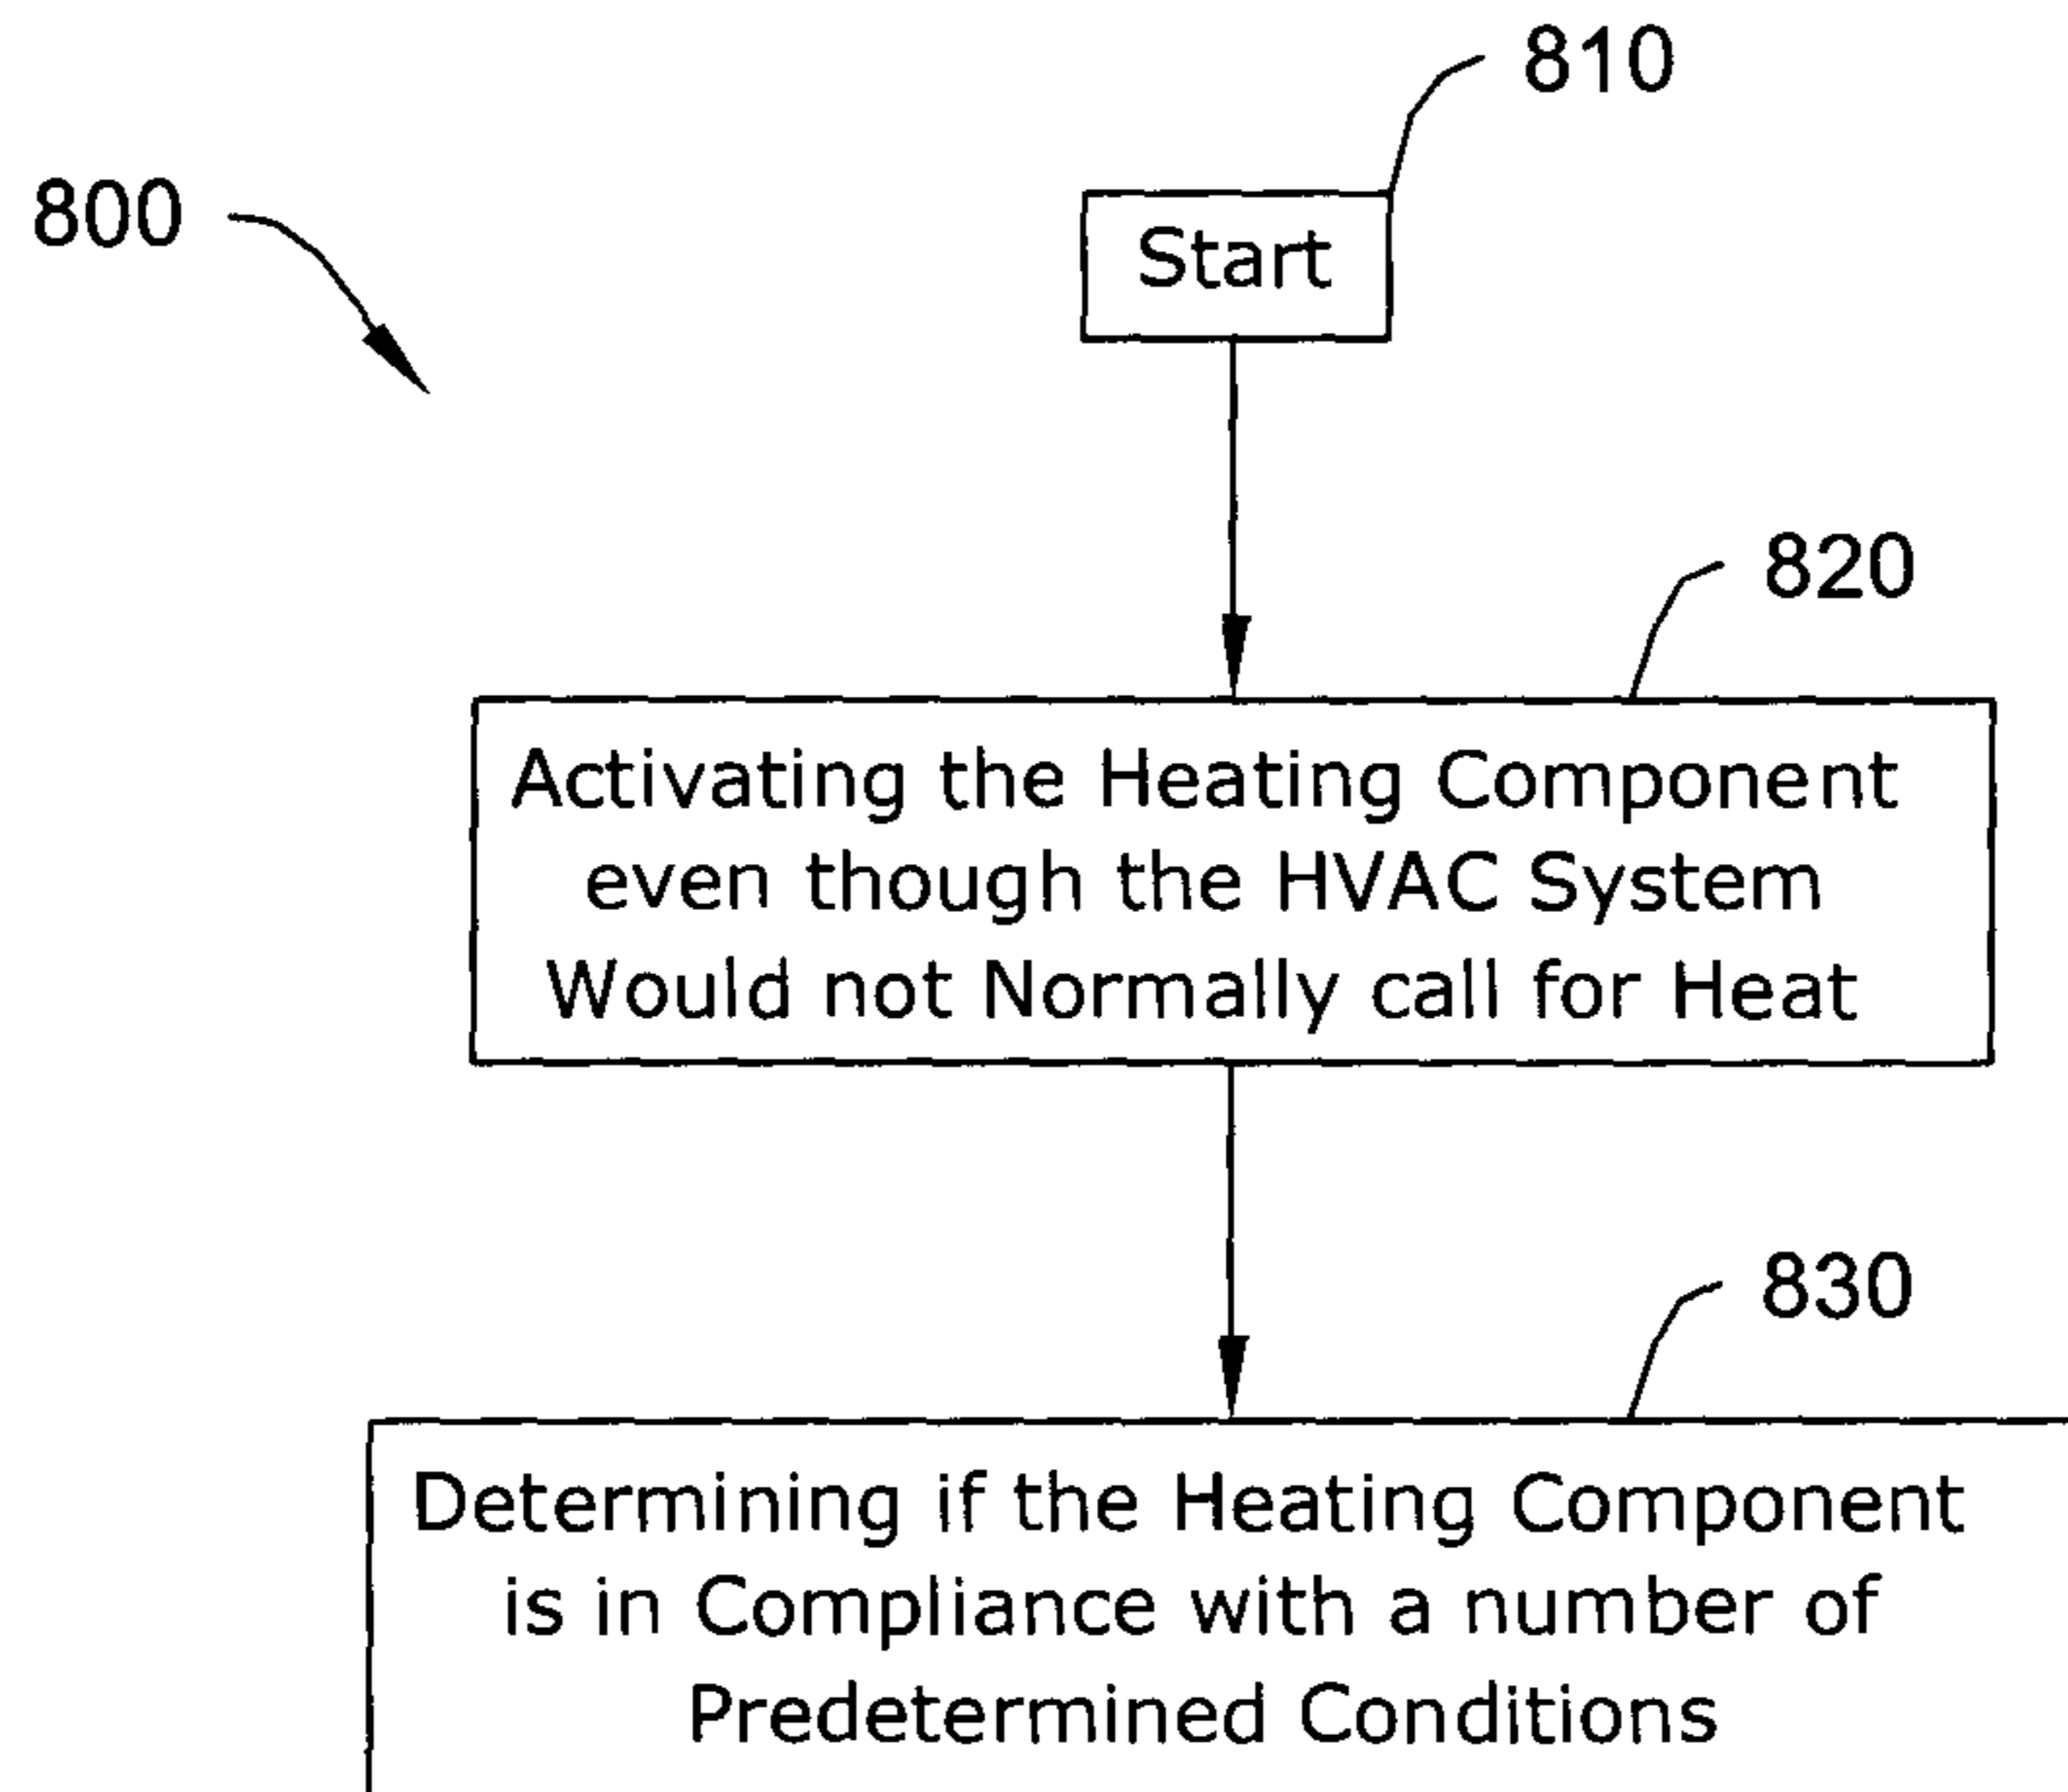 810
800
Start
820
Activating the Heating Component
even though the HVAC System
Would not Normally call for Heat
830
Determining if the Heating Component
is in Compliance with a number of
Predetermined Conditions